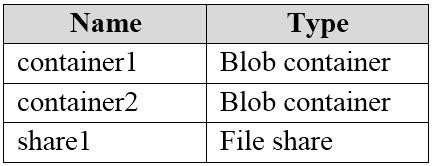 Name Type
container1 Blob container
container2 Blob container
share1 File share